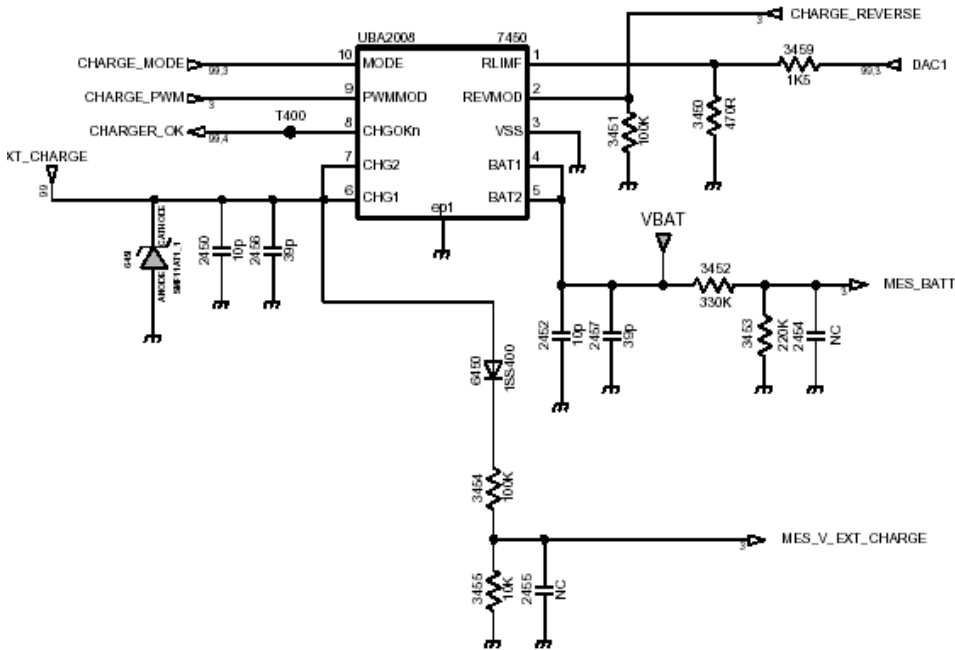 CHARGE_REVERSE
3
UBA2008 7450
CHARGE_MODE 99,3 10 MODE RLIMF 1 3459 1K5 99,3 DAC1
CHARGE_PWM 3 9 PWMMOD REVMOD 2
3451 100K
3450 470R
T400
CHARGER_OK 99,4 8 CHGOKn VSS 3
XT_CHARGE
99
7 CHG2 BAT1 4
6 CHG1 BAT2 5
ep1
CATHODE
ANODE
SMF11AT1_1
2450 10p
2456 39p
VBAT
3452
330K
3 MES_BATT
2452 10p
2457 39p
3453 220K
2454 NC
6450 1SS400
3454 100K
3 MES_V_EXT_CHARGE
3455 10K
2455 NC